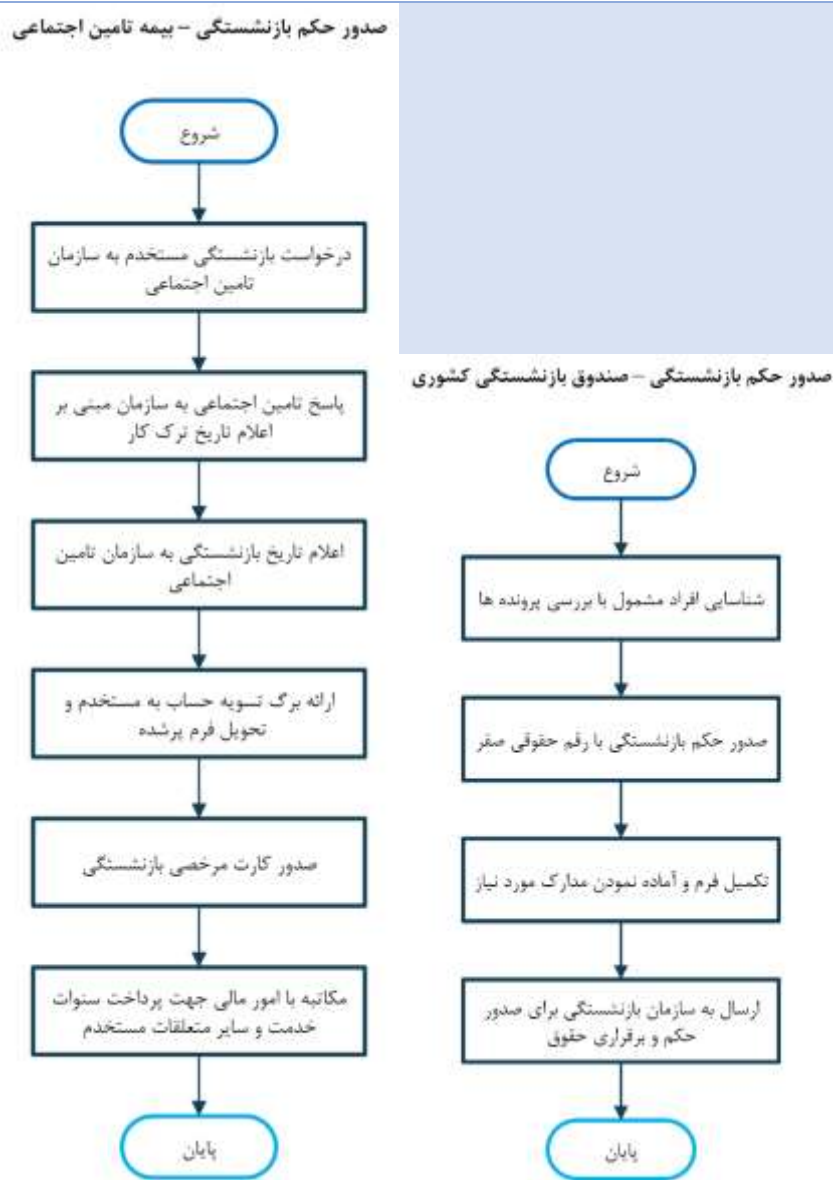 صدور حکم بازنشستگی – بیمه تامین اجتماعی
شروع
درخواست بازنشستگی مستخدم به سازمان
تامین اجتماعی
پاسخ تامین اجتماعی به سازمان مبنی بر
اعلام تاریخ ترک کار
اعلام تاریخ بازنشستگی به سازمان تامین
اجتماعی
ارائه برگ تسویه حساب به مستخدم و
تحویل فرم پرشده
صدور کارت مرخصی بازنشستگی
مکاتبه با امور مالی جهت پرداخت سنوات
خدمت و سایر متعلقات مستخدم
پایان
صدور حکم بازنشستگی – صندوق بازنشستگی کشوری
شروع
شناسایی افراد مشمول با بررسی پرونده ها
صدور حکم بازنشستگی با رقم حقوقی صفر
تکمیل فرم و آماده نمودن مدارک مورد نیاز
ارسال به سازمان بازنشستگی برای صدور
حکم و برقراری حقوق
پایان